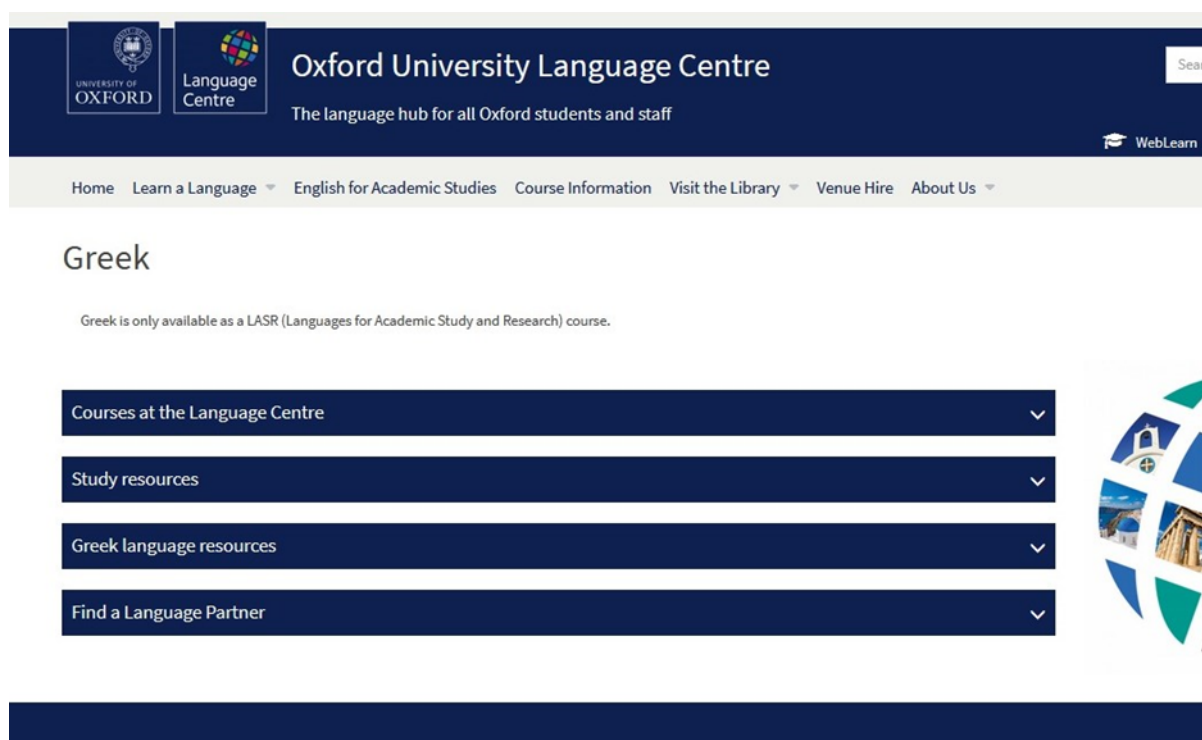 UNIVERSITY OF
OXFORD
Language
Centre
Oxford University Language Centre
The language hub for all Oxford students and staff
WebLearn
Home Learn a Language English for Academic Studies Course Information Visit the Library Venue Hire About Us
Greek
Greek is only available as a LASR (Languages for Academic Study and Research) course.
Courses at the Language Centre
Study resources
Greek language resources
Find a Language Partner